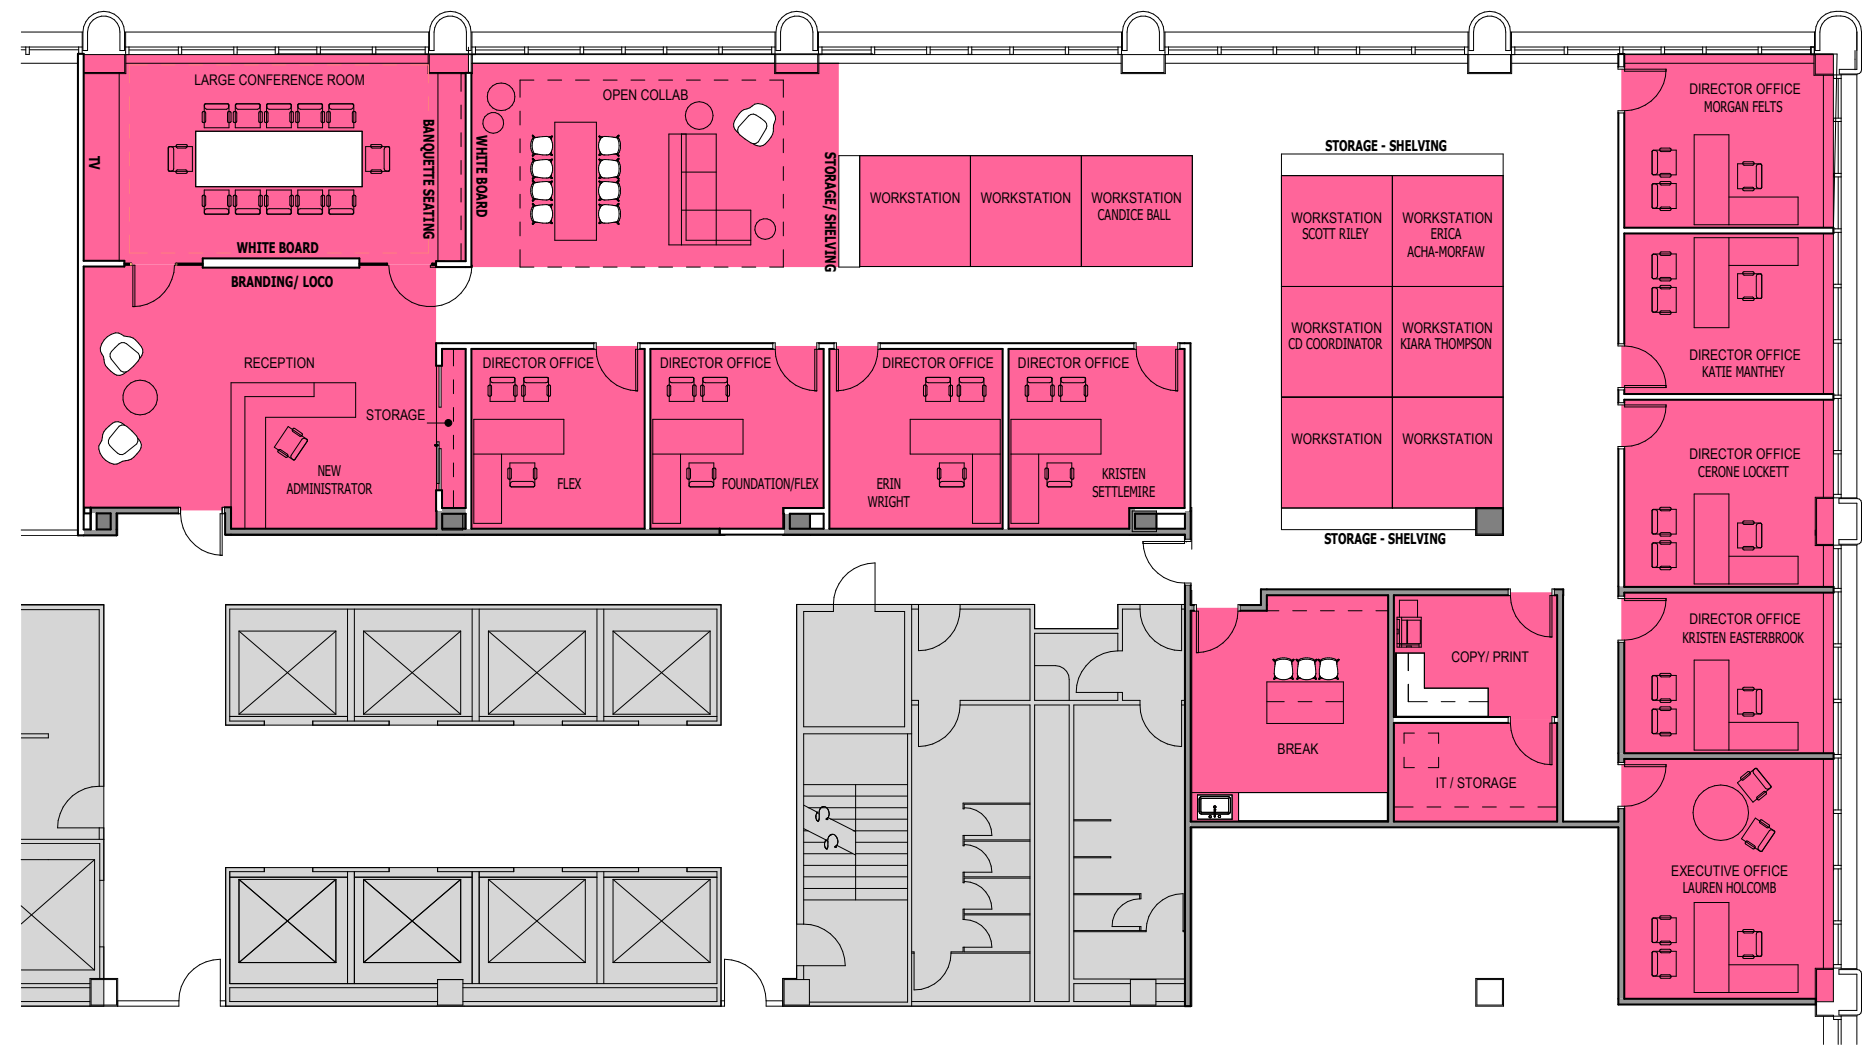 LARGE CONFERENCE ROOM
TV
BANQUETTE SEATING
WHITE BOARD
BRANDING/ LOCO
WHITE BOARD
OPEN COLLAB
STORAGE/ SHELVING
WORKSTATION
WORKSTATION
WORKSTATION
CANDICE BALL
STORAGE - SHELVING
WORKSTATION
SCOTT RILEY
WORKSTATION
ERICA
ACHA-MORFAW
WORKSTATION
CD COORDINATOR
WORKSTATION
KIARA THOMPSON
WORKSTATION
WORKSTATION
STORAGE - SHELVING
DIRECTOR OFFICE
MORGAN FELTS
DIRECTOR OFFICE
KATIE MANTHEY
DIRECTOR OFFICE
CERONE LOCKETT
DIRECTOR OFFICE
KRISTEN EASTERBROOK
EXECUTIVE OFFICE
LAUREN HOLCOMB
RECEPTION
STORAGE
NEW
ADMINISTRATOR
DIRECTOR OFFICE
FLEX
DIRECTOR OFFICE
FOUNDATION/FLEX
DIRECTOR OFFICE
ERIN
WRIGHT
DIRECTOR OFFICE
KRISTEN
SETTLEMIRE
BREAK
COPY/ PRINT
IT / STORAGE